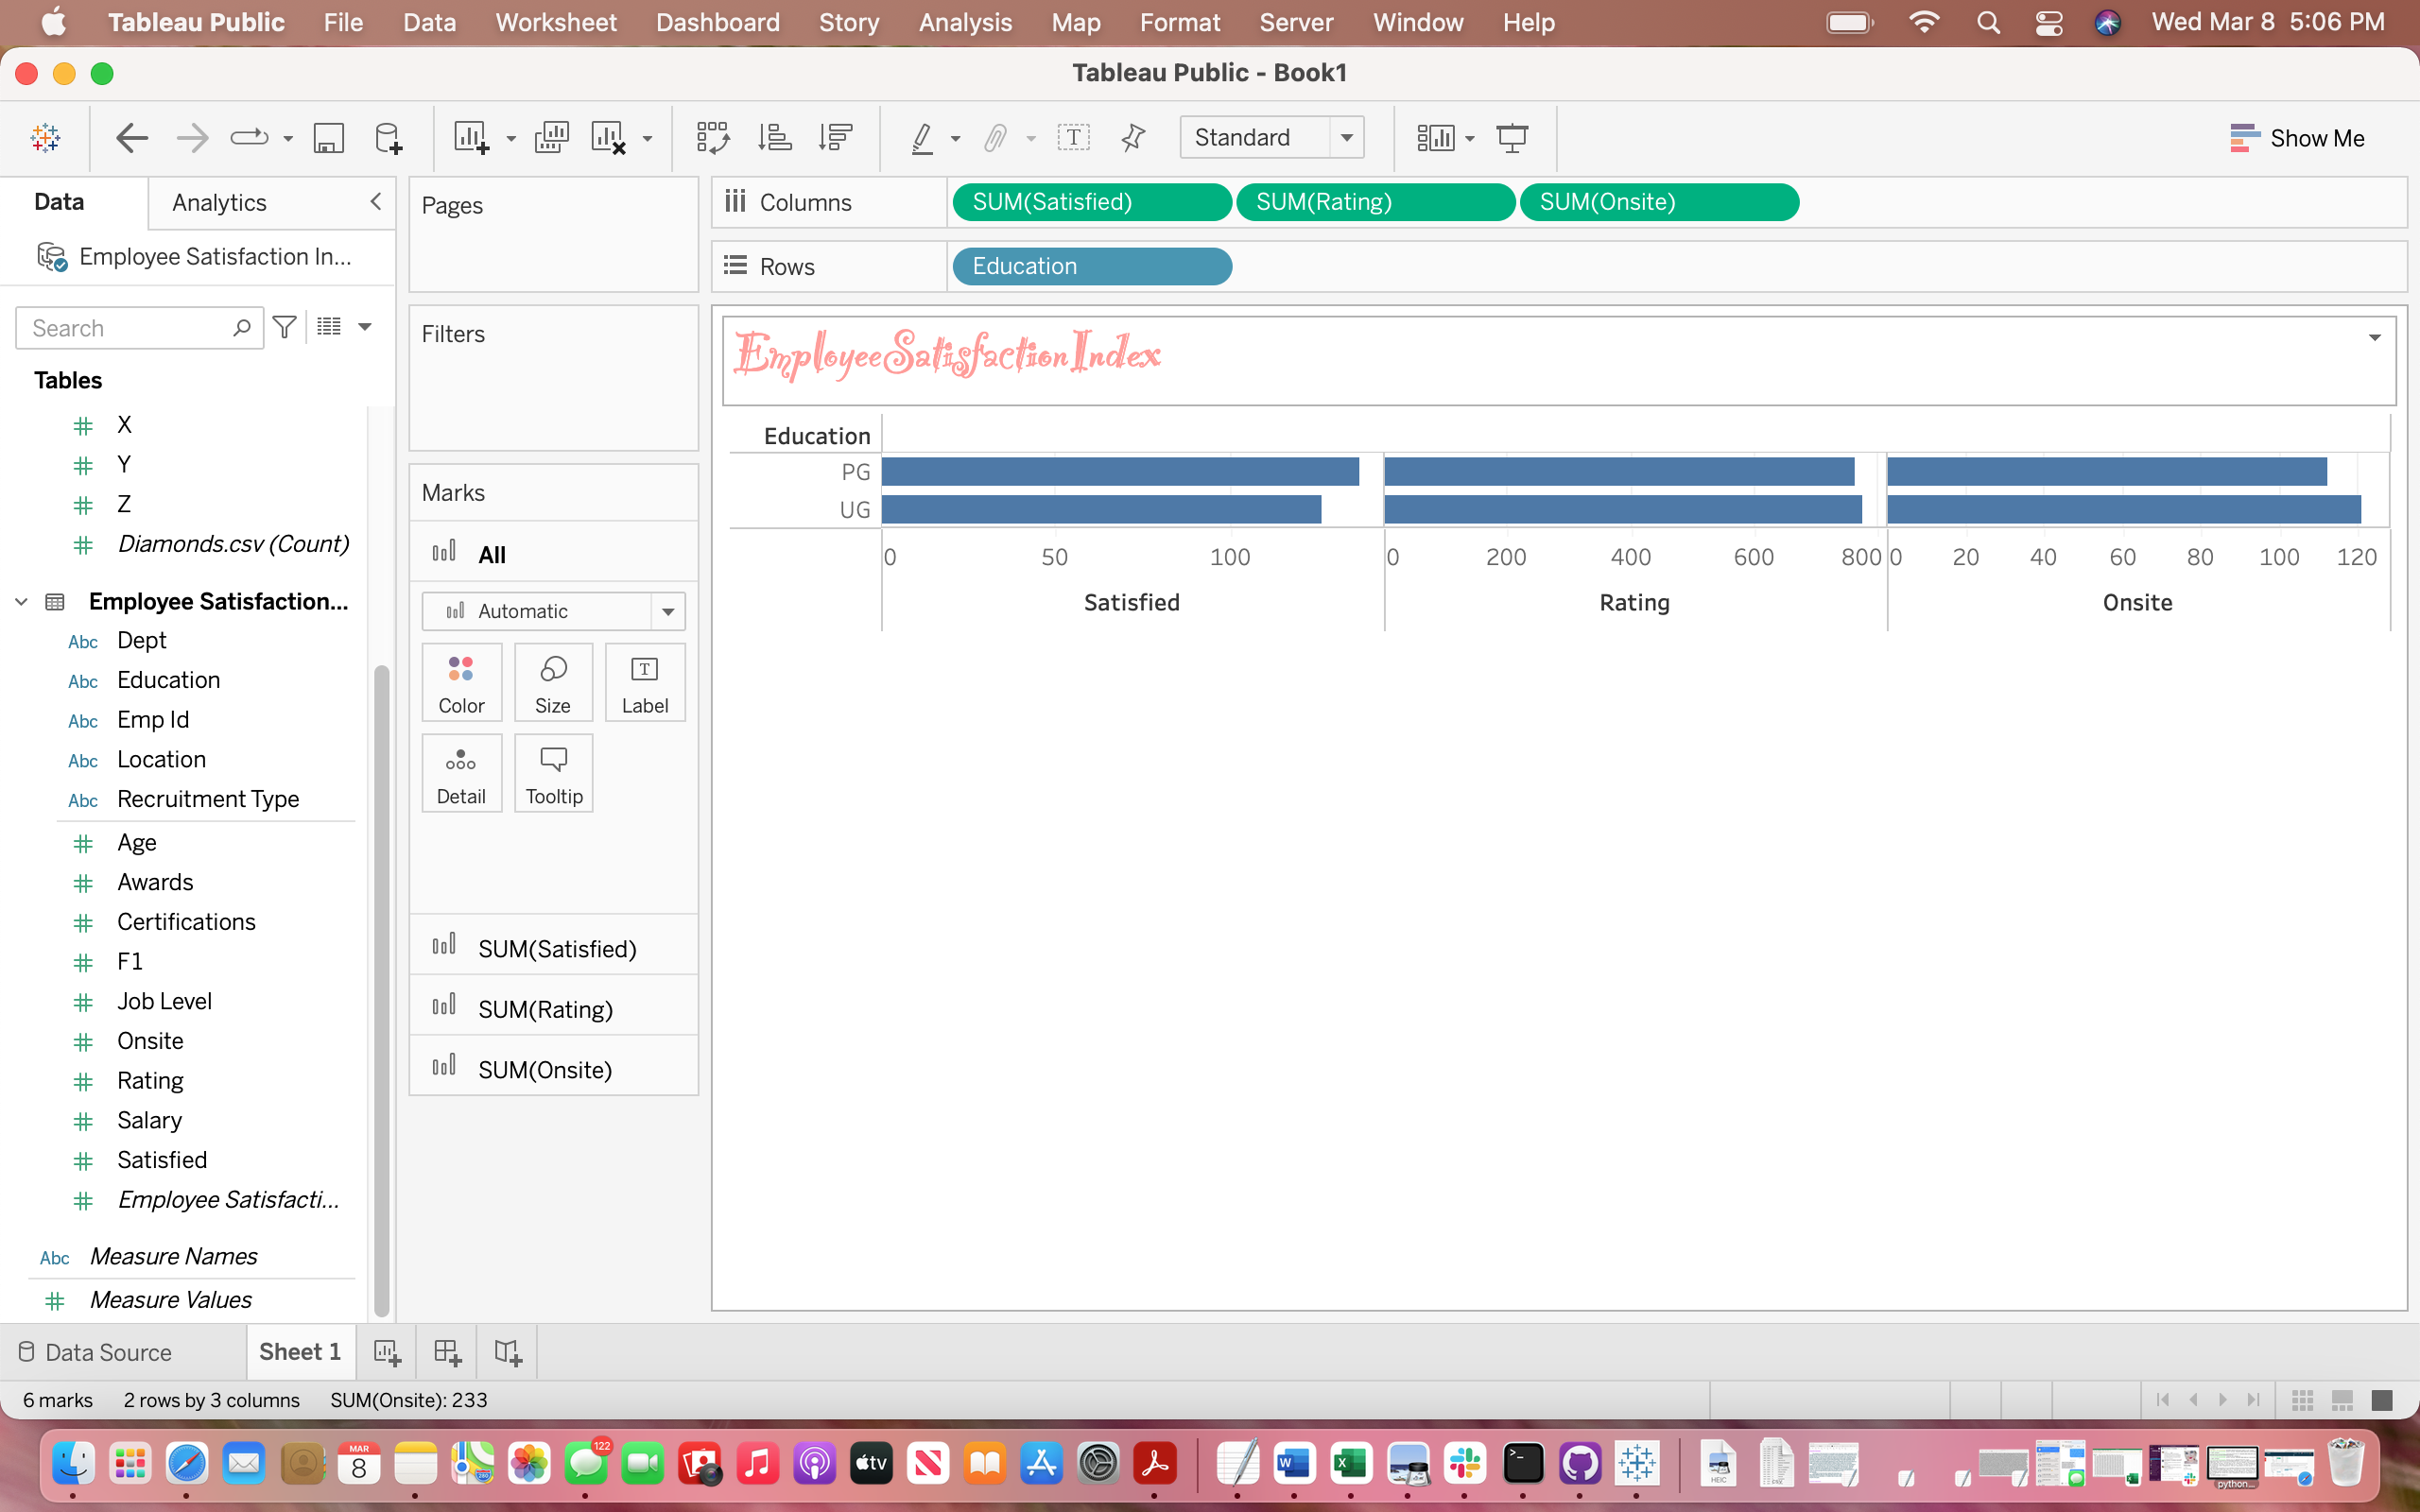 Tableau Public File Data Worksheet Dashboard Story Analysis Map Format Server Window Help Wed Mar 8 5:06 PM
Tableau Public - Book1
Standard Show Me
Data Analytics
Employee Satisfaction In...
Search
Tables
# X
# Y
# Z
# Diamonds.csv (Count)
Employee Satisfaction...
Abc Dept
Abc Education
Abc Emp Id
Abc Location
Abc Recruitment Type
# Age
# Awards
# Certifications
# F1
# Job Level
# Onsite
# Rating
# Salary
# Satisfied
# Employee Satisfacti...
Abc Measure Names
# Measure Values
Pages
Filters
Marks
All
Automatic
Color Size Label
Detail Tooltip
SUM(Satisfied)
SUM(Rating)
SUM(Onsite)
Columns SUM(Satisfied) SUM(Rating) SUM(Onsite)
Rows Education
EmployeeSatisfactionIndex
Education
PG
UG
0 50 100 0 200 400 600 800 0 20 40 60 80 100 120
Satisfied Rating Onsite
Data Source Sheet 1
6 marks 2 rows by 3 columns SUM(Onsite): 233
MAR
8
122
tv
HEIC
python...